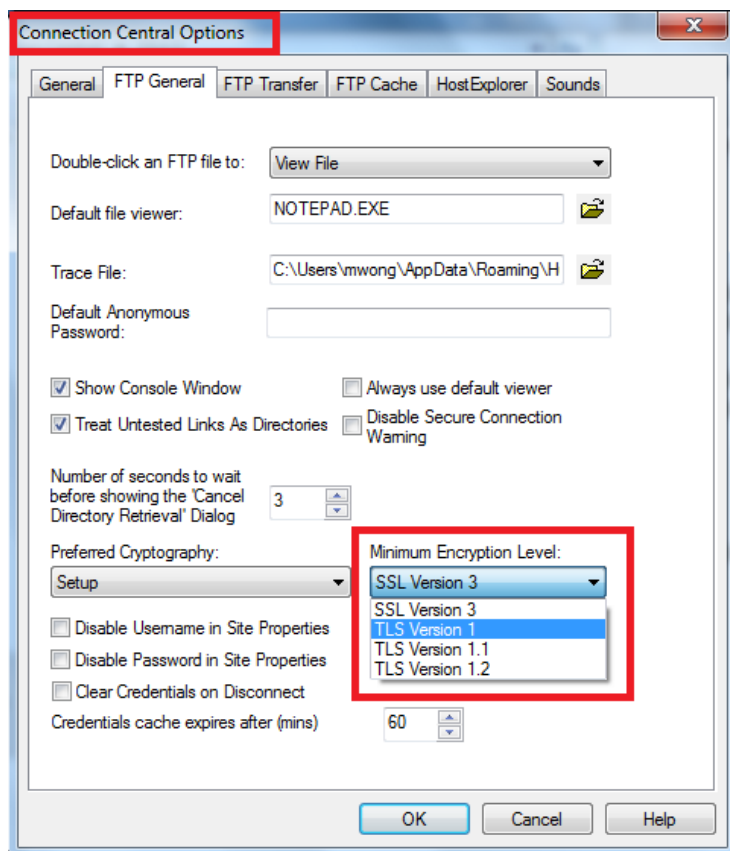 Connection Central Options
General FTP General FTP Transfer FTP Cache HostExplorer Sounds
Double-click an FTP file to: View File
Default file viewer: NOTEPAD.EXE
Trace File: C:\Users\mwong\AppData\Roaming\H
Default Anonymous
Password:
Show Console Window Always use default viewer
Treat Untested Links As Directories Disable Secure Connection
Warning
Number of seconds to wait
before showing the 'Cancel 3
Directory Retrieval' Dialog
Preferred Cryptography: Minimum Encryption Level:
Setup SSL Version 3
SSL Version 3
Disable Username in Site Properties TLS Version 1
TLS Version 1.1
Disable Password in Site Properties TLS Version 1.2
Clear Credentials on Disconnect
Credentials cache expires after (mins) 60
OK Cancel Help